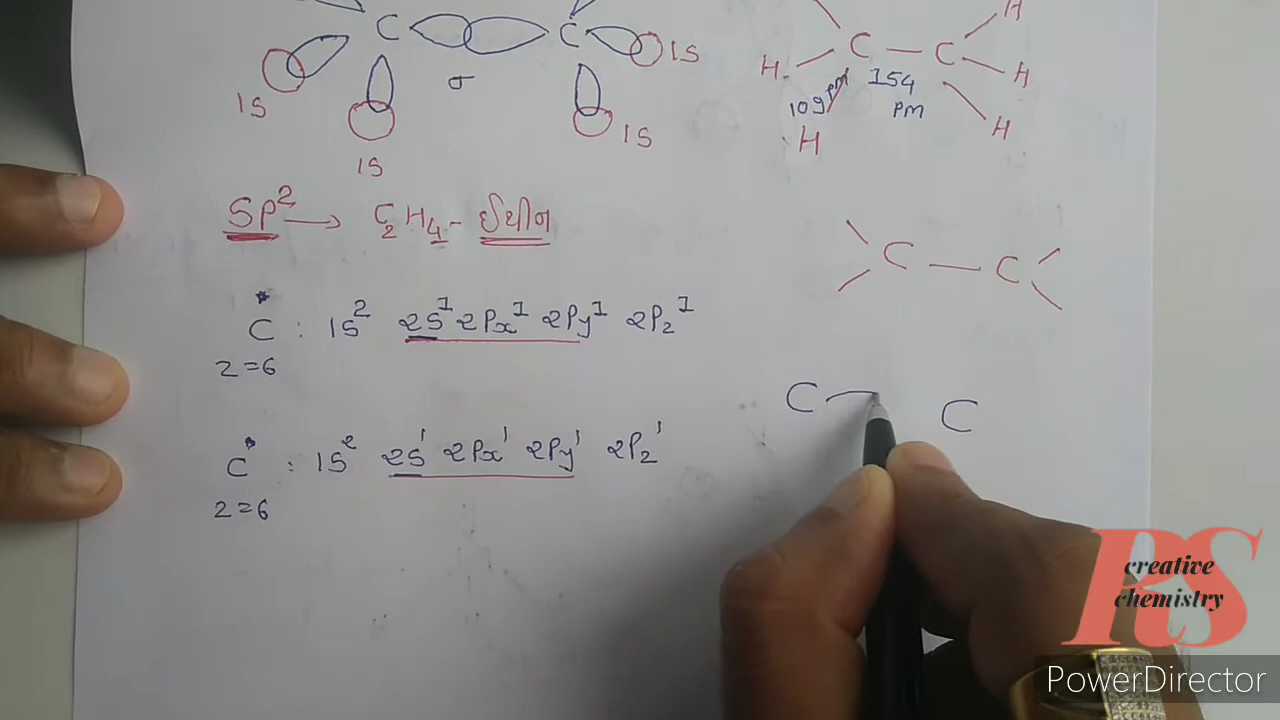 C C
1S 1S 1S 1S σ
H C — C H H H
109 pm 154 pm
SP² → C₂H₄ - ઈથીન
C — C
C* : 1S² 2S¹ 2Px¹ 2Py¹ 2Pz¹
Z=6
C — C
C* : 1S² 2S¹ 2Px¹ 2Py¹ 2Pz¹
Z=6
RS
creative
chemistry
PowerDirector